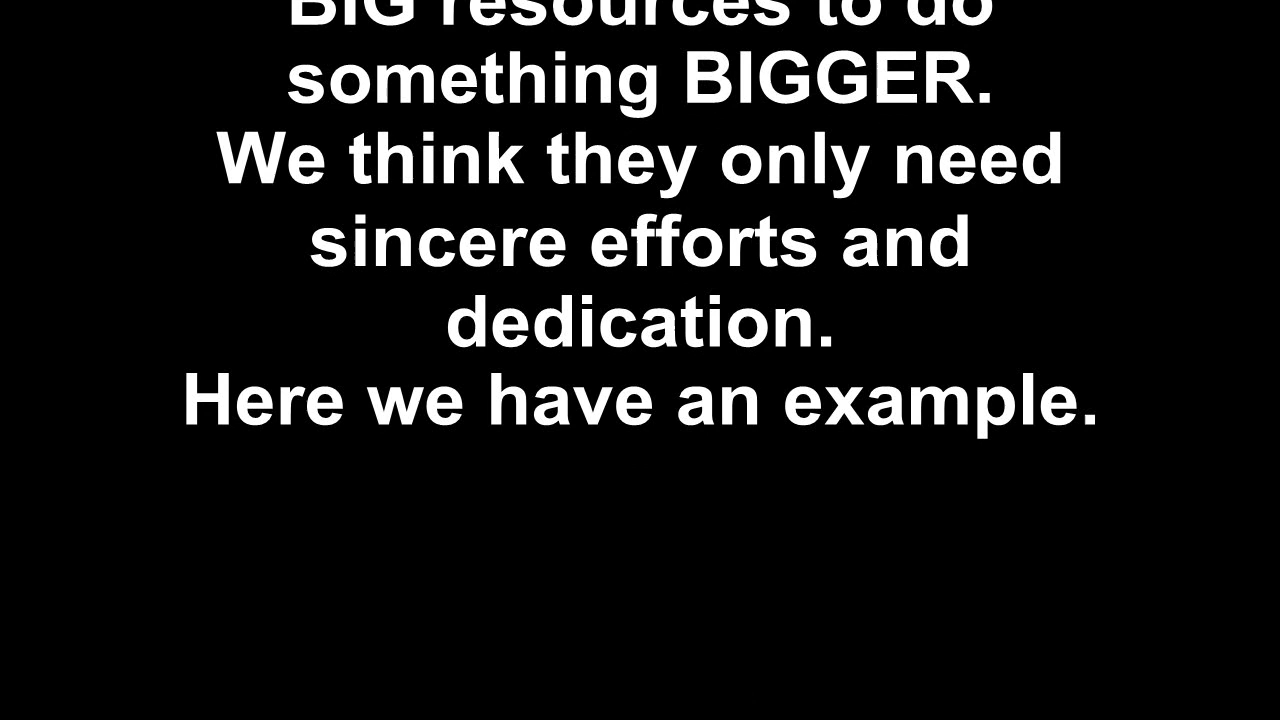 BIG resources to do
something BIGGER.
We think they only need
sincere efforts and
dedication.
Here we have an example.